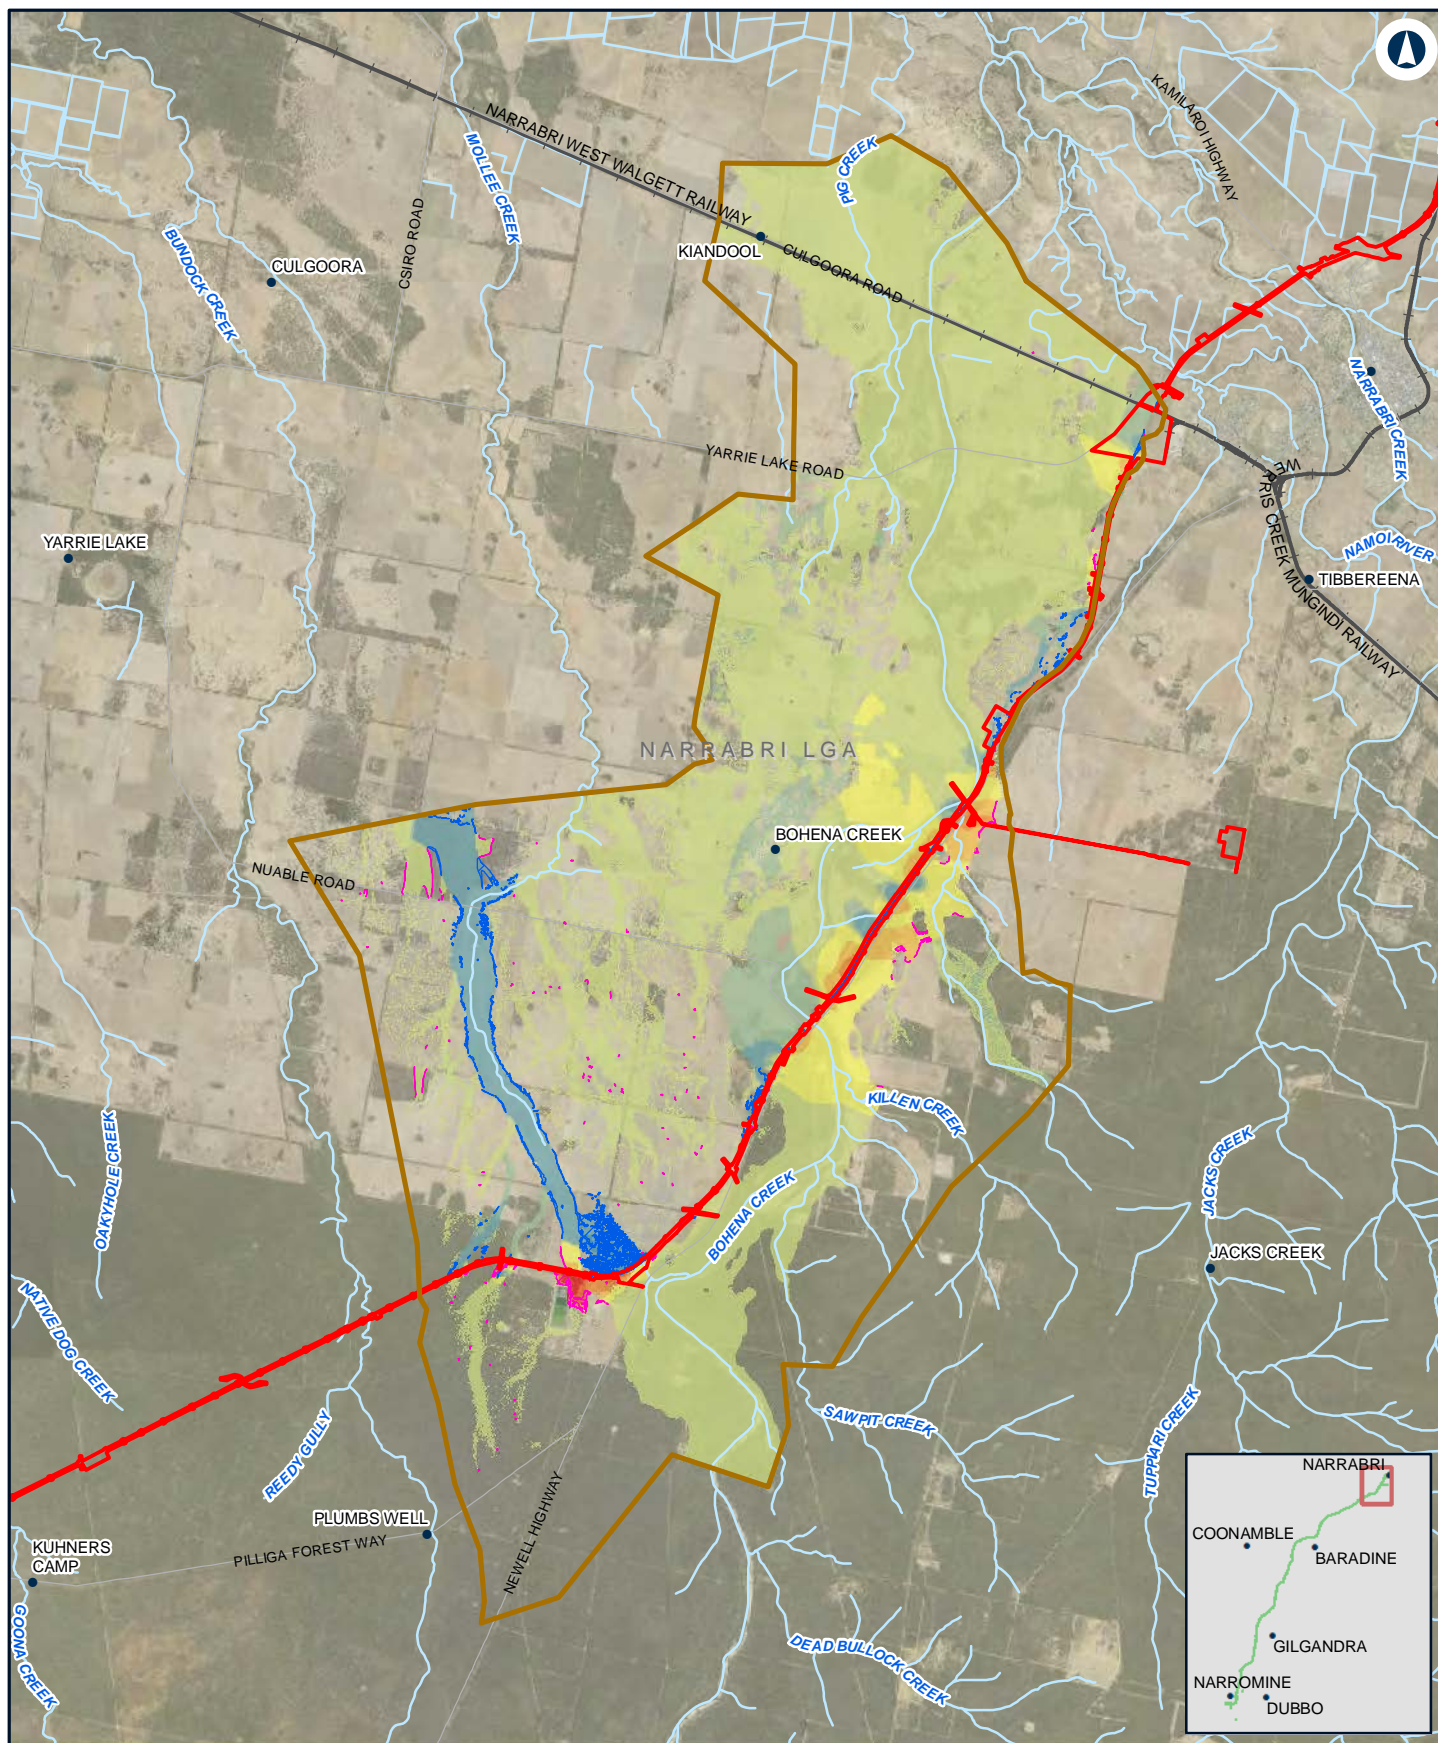 KAMILAROI HIGHWAY
NARRABRI WEST WALGETT RAILWAY
MOLLEE CREEK
PIG CREEK
CSIRO ROAD
BUNDOCK CREEK
CULGOORA
KIANDOOL
CULGOORA ROAD
NARRABRI CREEK
YARRIE LAKE ROAD
WERRIS CREEK MUNGINDI RAILWAY
YARRIE LAKE
NAMOI RIVER
TIBBEREENA
NARRABRI LGA
BOHENA CREEK
NUABLE ROAD
KILLEN CREEK
OAKYHOLE CREEK
JACKS CREEK
BOHENA CREEK
JACKS CREEK
NATIVE DOG CREEK
SAWPIT CREEK
TUPPIARI CREEK
REEDY GULLY
NEWELL HIGHWAY
PLUMBS WELL
PILLIGA FOREST WAY
KUHNERS
CAMP
GOONA CREEK
DEAD BULLOCK CREEK
NARRABRI
COONAMBLE
BARADINE
GILGANDRA
NARROMINE
DUBBO